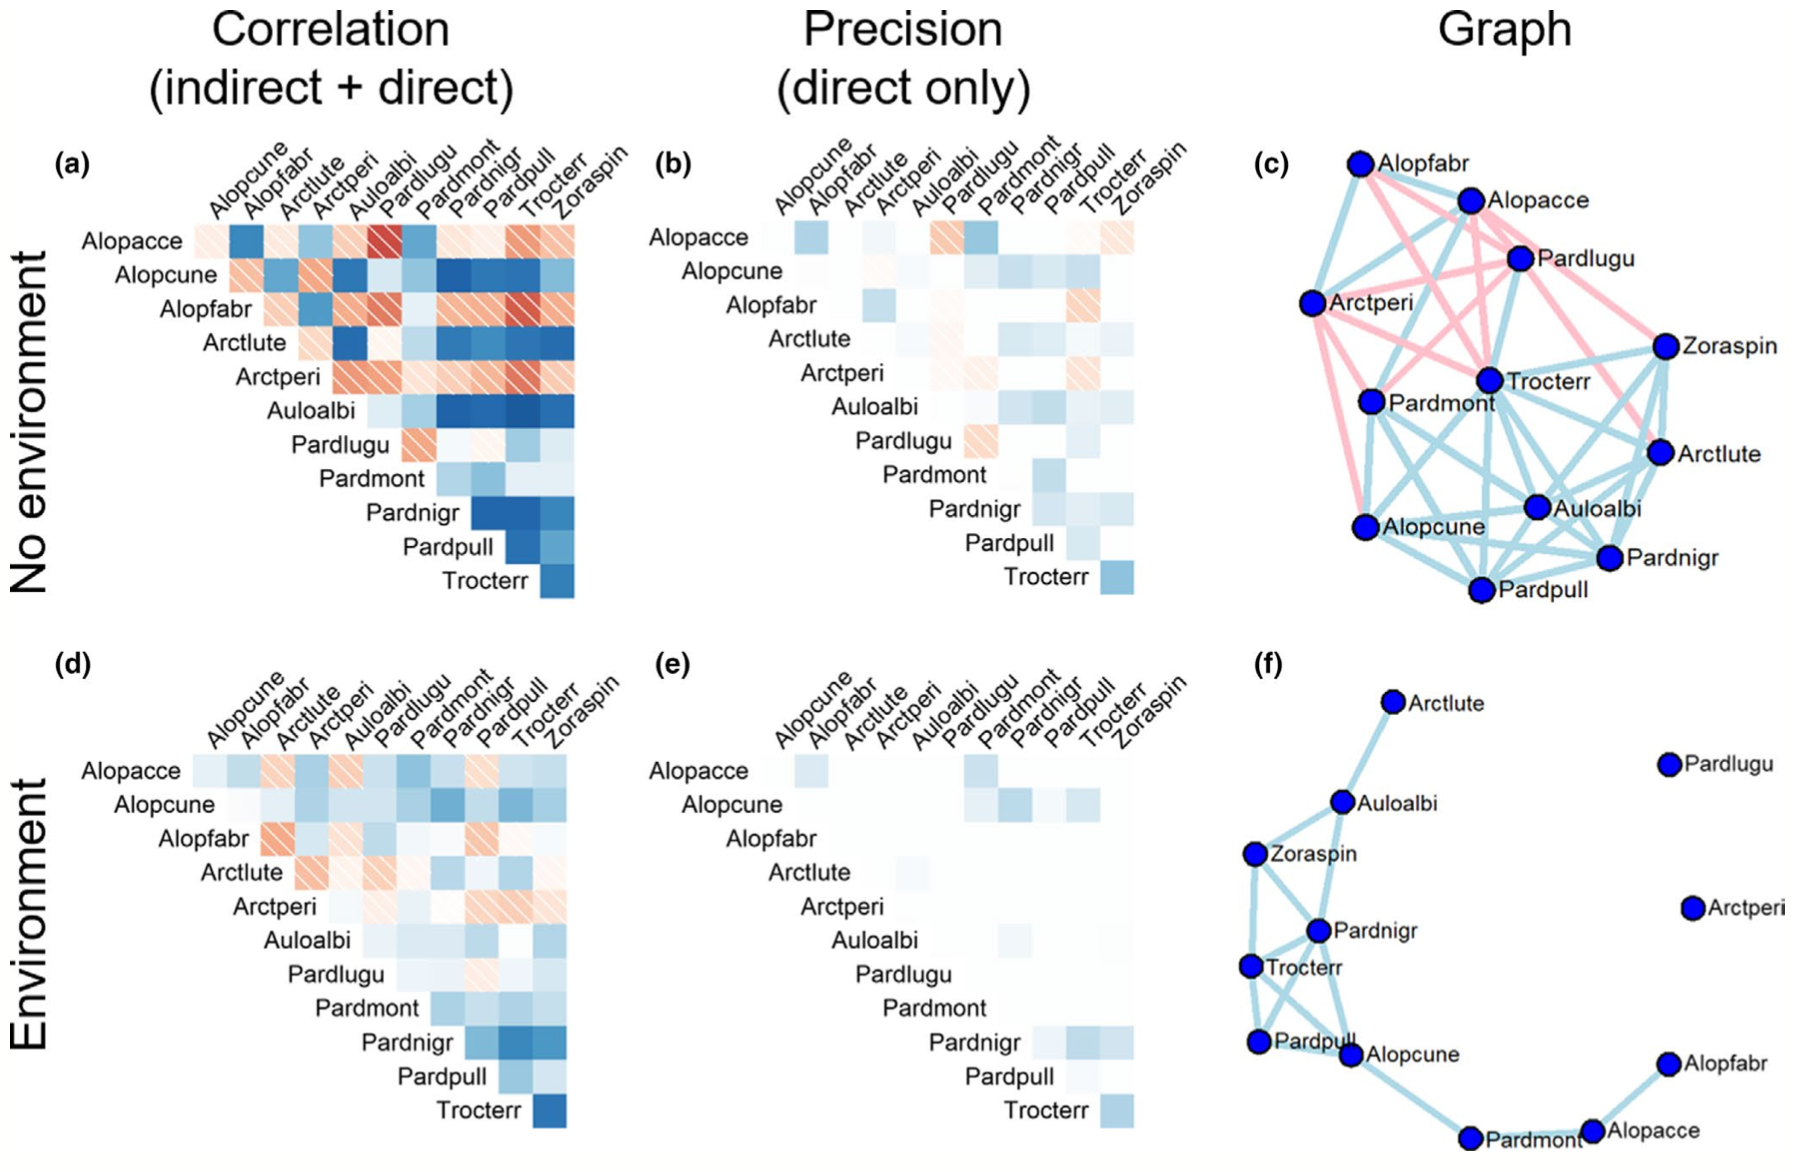 Correlation
(indirect + direct)
Precision
(direct only)
Graph
No environment
(a)
Alopcune
Alopfabr
Arctlute
Arctperi
Auloalbi
Pardlugu
Pardmont
Pardnigr
Pardpull
Trocterr
Zoraspin
Alopacce
Alopcune
Alopfabr
Arctlute
Arctperi
Auloalbi
Pardlugu
Pardmont
Pardnigr
Pardpull
Trocterr
(b)
Alopcune
Alopfabr
Arctlute
Arctperi
Auloalbi
Pardlugu
Pardmont
Pardnigr
Pardpull
Trocterr
Zoraspin
Alopacce
Alopcune
Alopfabr
Arctlute
Arctperi
Auloalbi
Pardlugu
Pardmont
Pardnigr
Pardpull
Trocterr
(c)
Alopfabr
Alopacce
Pardlugu
Arctperi
Zoraspin
Trocterr
Pardmont
Arctlute
Auloalbi
Alopcune
Pardnigr
Pardpull
Environment
(d)
Alopcune
Alopfabr
Arctlute
Arctperi
Auloalbi
Pardlugu
Pardmont
Pardnigr
Pardpull
Trocterr
Zoraspin
Alopacce
Alopcune
Alopfabr
Arctlute
Arctperi
Auloalbi
Pardlugu
Pardmont
Pardnigr
Pardpull
Trocterr
(e)
Alopcune
Alopfabr
Arctlute
Arctperi
Auloalbi
Pardlugu
Pardmont
Pardnigr
Pardpull
Trocterr
Zoraspin
Alopacce
Alopcune
Alopfabr
Arctlute
Arctperi
Auloalbi
Pardlugu
Pardmont
Pardnigr
Pardpull
Trocterr
(f)
Arctlute
Pardlugu
Auloalbi
Zoraspin
Arctperi
Pardnigr
Trocterr
Pardpull
Alopcune
Alopfabr
Pardmont
Alopacce